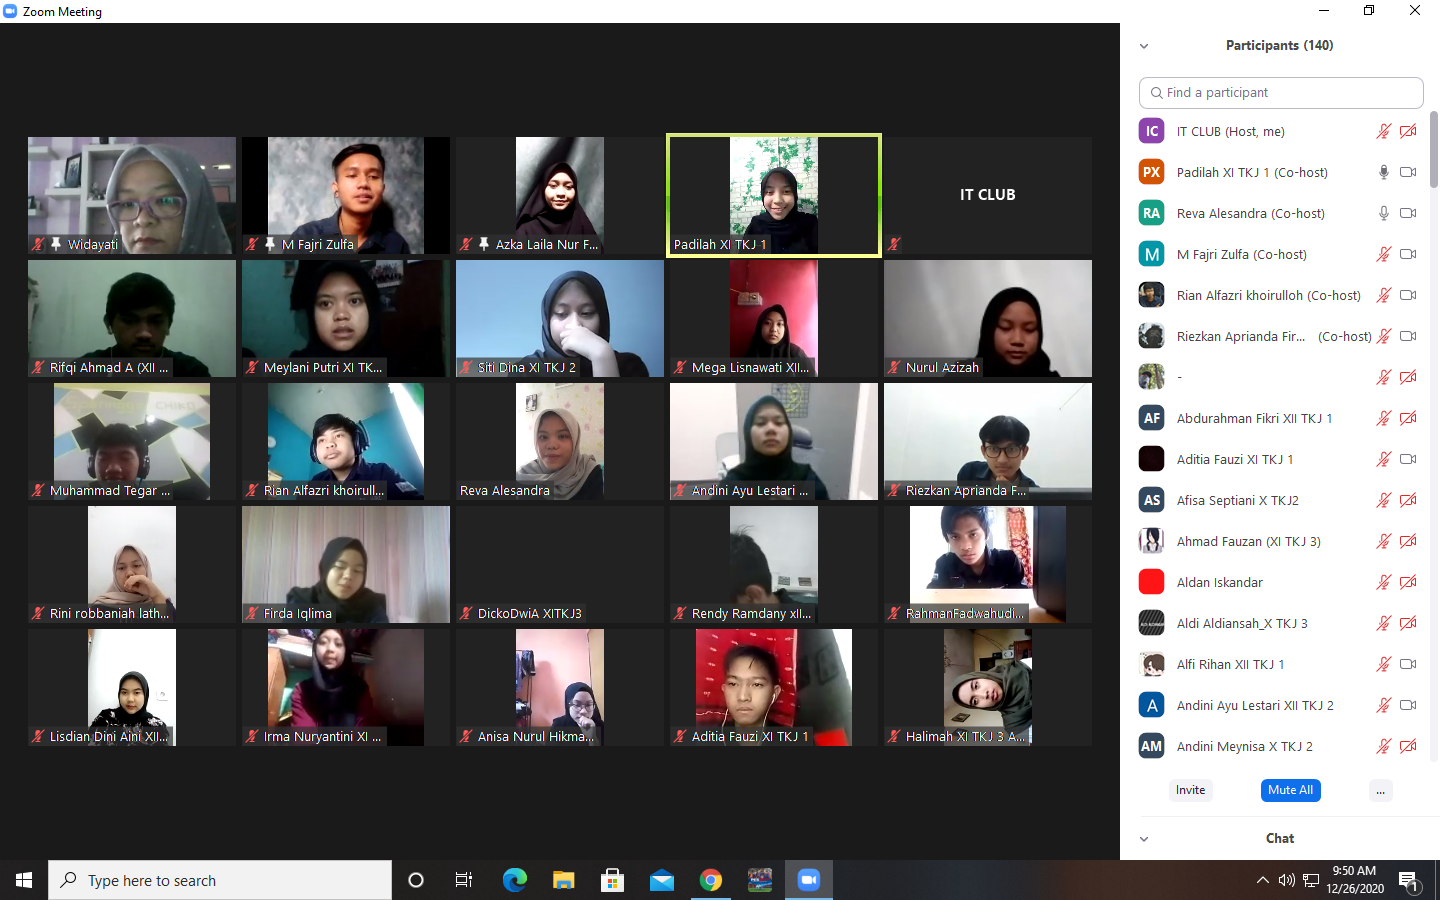 Zoom Meeting
Widayati
M Fajri Zulfa
Azka Laila Nur F...
Padilah XI TKJ 1
IT CLUB
Rifqi Ahmad A (XII ...
Meylani Putri XI TK...
Siti Dina XI TKJ 2
Mega Lisnawati XII...
Nurul Azizah
Muhammad Tegar ...
Rian Alfazri khoirull...
Reva Alesandra
Andini Ayu Lestari ...
Riezkan Aprianda F...
Rini robbaniah lath...
Firda Iqlima
DickoDwiA XITKJ3
Rendy Ramdany xII...
RahmanFadwahudi...
Lisdian Dini Aini XII...
Irma Nuryantini XI ...
Anisa Nurul Hikma...
Aditia Fauzi XI TKJ 1
Halimah XI TKJ 3 A...
Participants (140)
Find a participant
IC IT CLUB (Host, me)
PX Padilah XI TKJ 1 (Co-host)
RA Reva Alesandra (Co-host)
M M Fajri Zulfa (Co-host)
Rian Alfazri khoirulloh (Co-host)
Riezkan Aprianda Fir... (Co-host)
-
AF Abdurahman Fikri XII TKJ 1
Aditia Fauzi XI TKJ 1
AS Afisa Septiani X TKJ2
Ahmad Fauzan (XI TKJ 3)
Aldan Iskandar
Aldi Aldiansah_X TKJ 3
Alfi Rihan XII TKJ 1
A Andini Ayu Lestari XII TKJ 2
AM Andini Meynisa X TKJ 2
Invite
Mute All
...
Chat
Type here to search
9:50 AM
12/26/2020
1